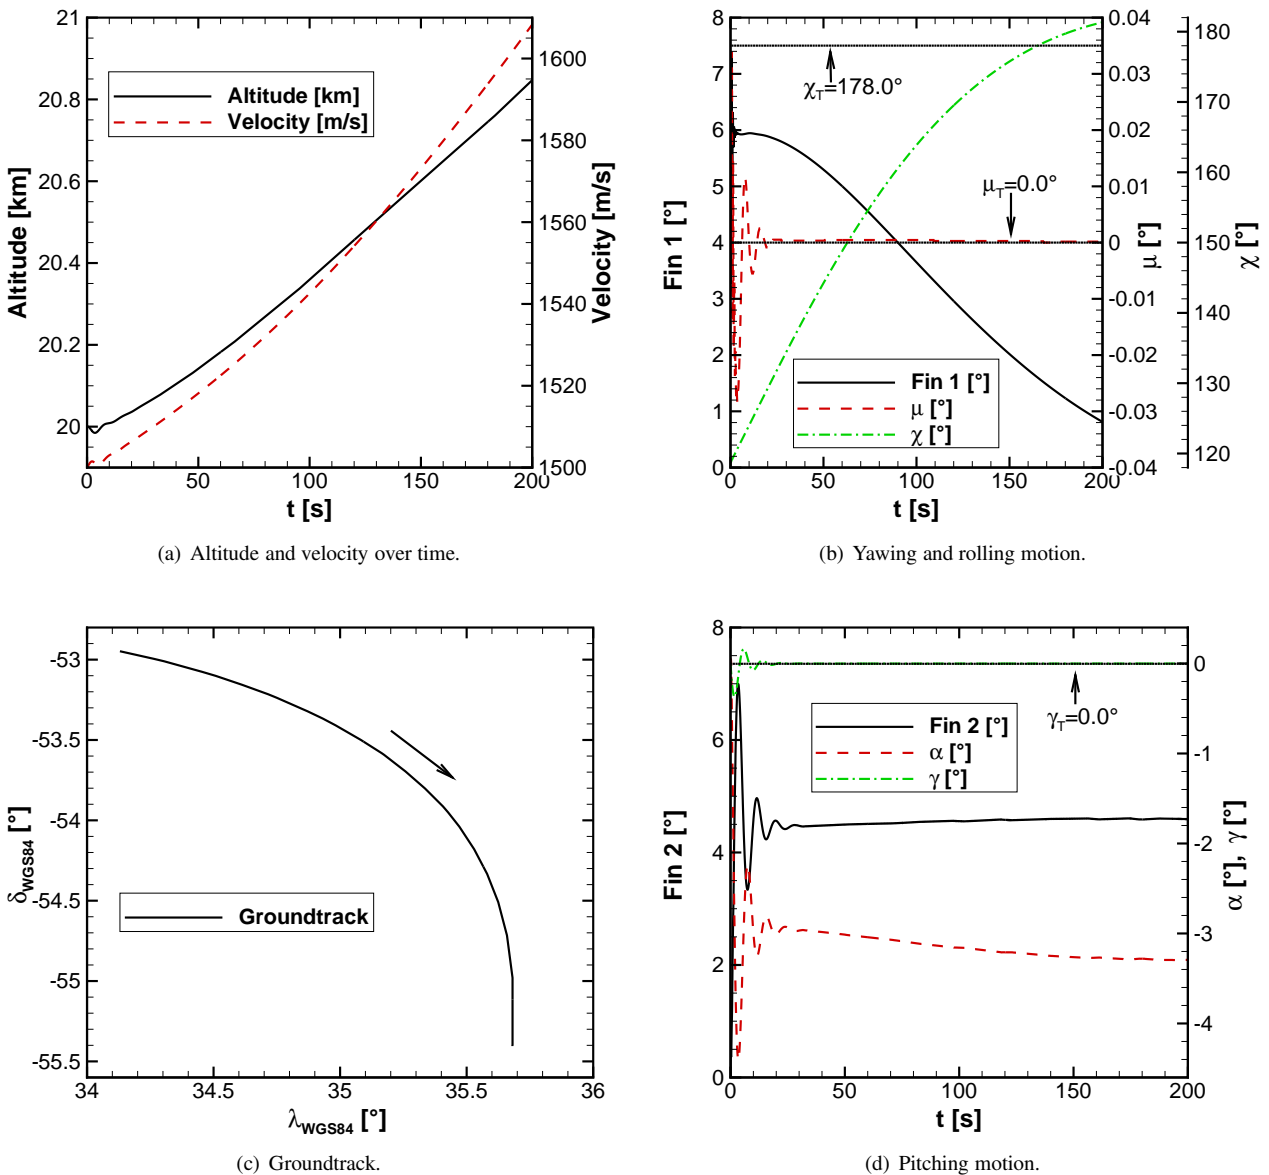 21
20.8
20.6
20.4
20.2
20
Altitude [km]
1600
1580
1560
1540
1520
1500
Velocity [m/s]
Altitude [km]
Velocity [m/s]
0 50 100 150 200
t [s]
(a) Altitude and velocity over time.
8
7
6
5
4
3
2
1
0
Fin 1 [°]
0.04
0.03
0.02
0.01
0
-0.01
-0.02
-0.03
-0.04
μ [°]
180
170
160
150
140
130
120
χ [°]
χT=178.0°
μT=0.0°
Fin 1 [°]
μ [°]
χ [°]
0 50 100 150 200
t [s]
(b) Yawing and rolling motion.
-53
-53.5
-54
-54.5
-55
-55.5
δWGS84 [°]
Groundtrack
34 34.5 35 35.5 36
λWGS84 [°]
(c) Groundtrack.
8
6
4
2
0
Fin 2 [°]
0
-1
-2
-3
-4
α [°], γ [°]
γT=0.0°
Fin 2 [°]
α [°]
γ [°]
0 50 100 150 200
t [s]
(d) Pitching motion.